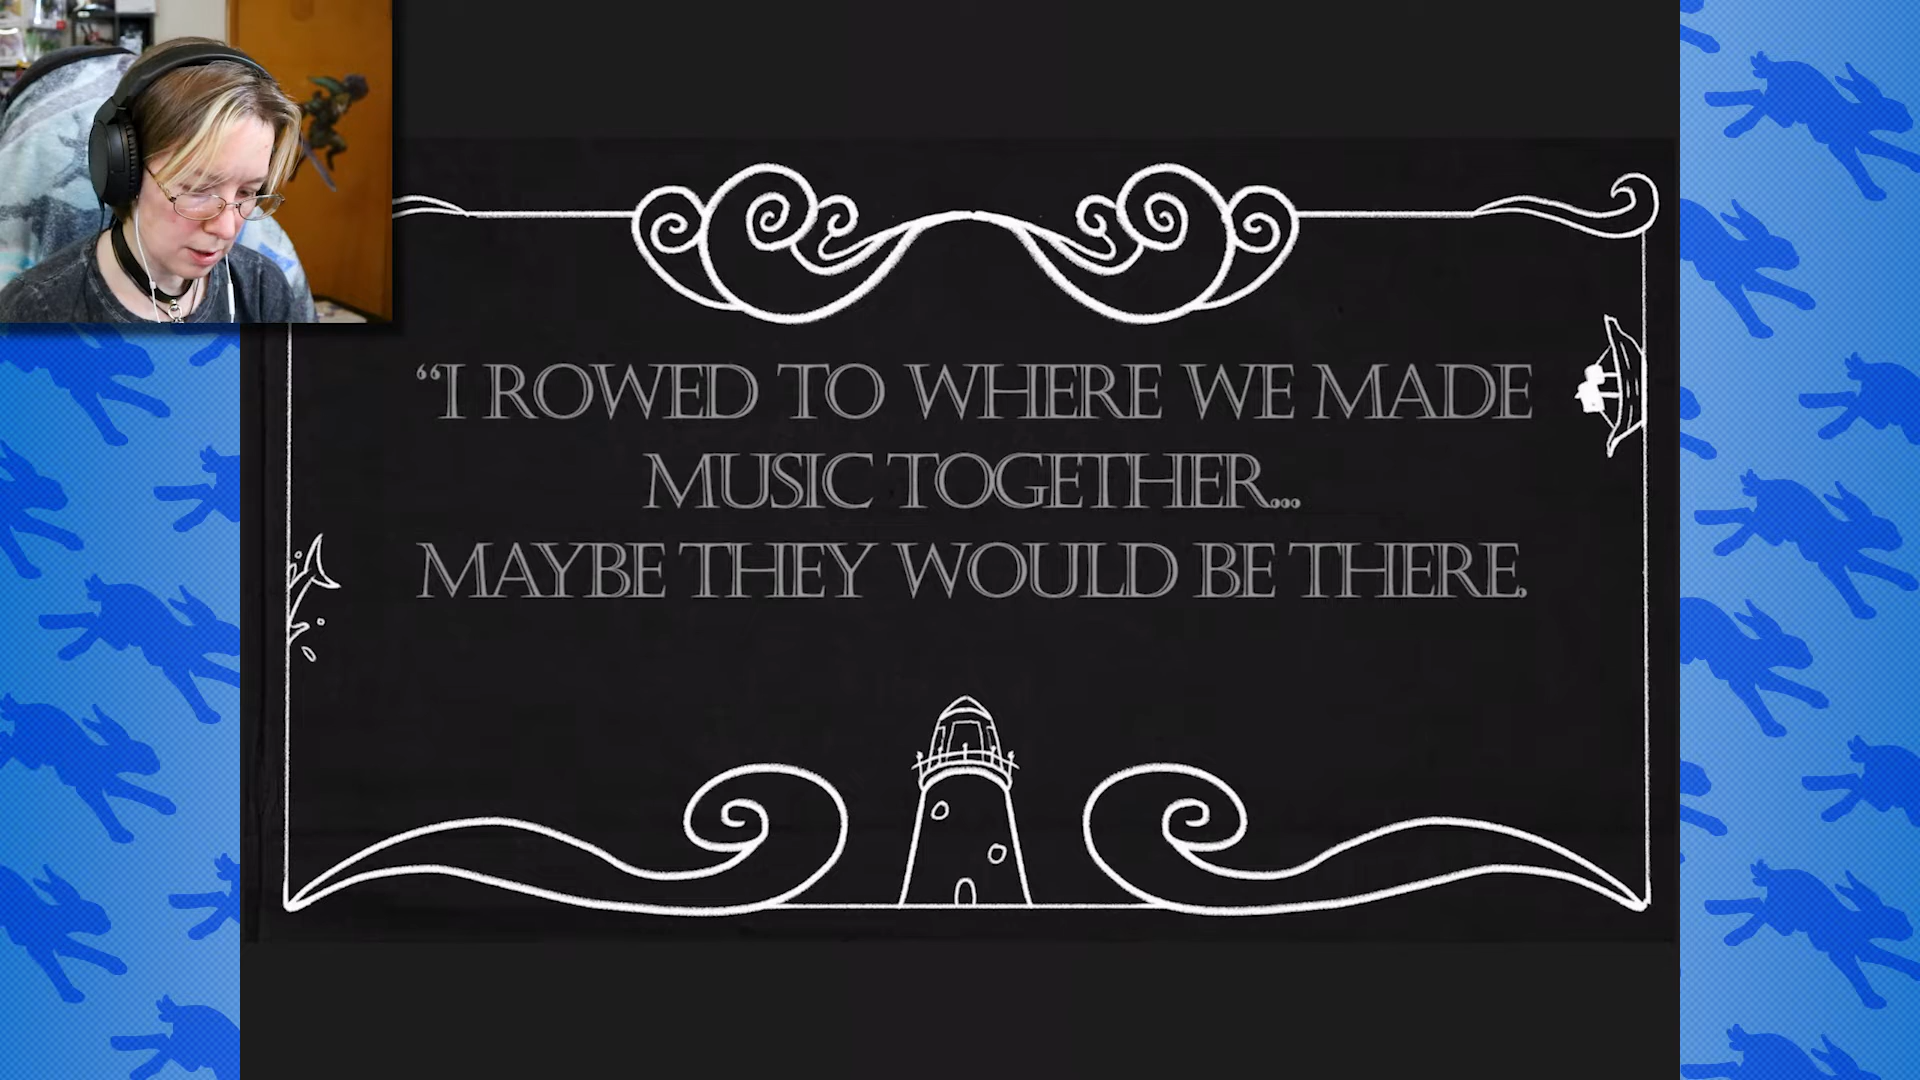 “I ROWED TO WHERE WE MADE
MUSIC TOGETHER...
MAYBE THEY WOULD BE THERE.